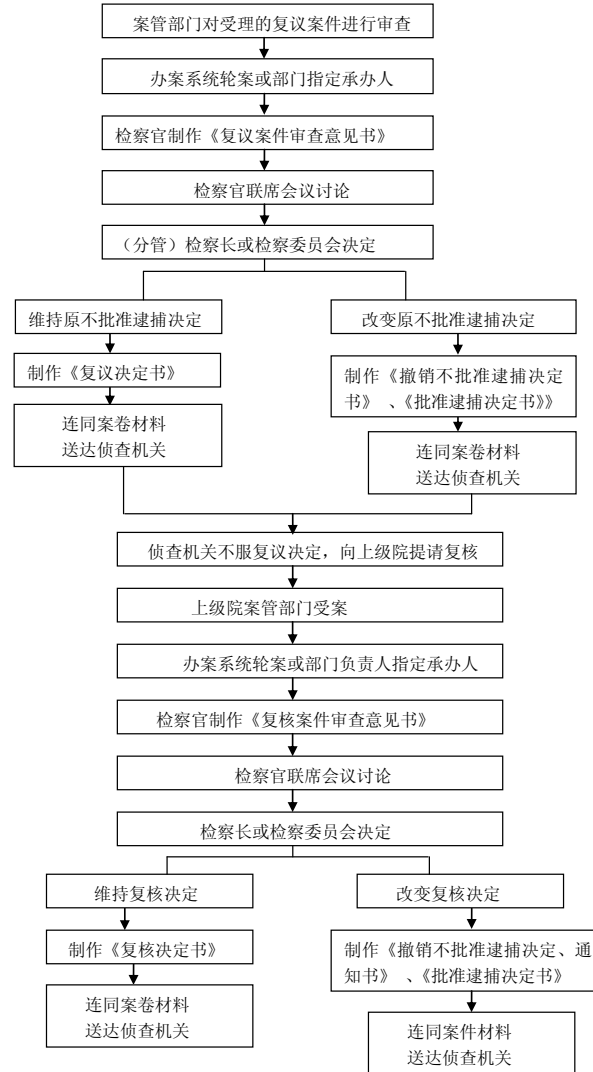 案管部门对受理的复议案件进行审查
办案系统轮案或部门指定承办人
检察官制作《复议案件审查意见书》
检察官联席会议讨论
（分管）检察长或检察委员会决定
维持原不批准逮捕决定
制作《复议决定书》
连同案卷材料
送达侦查机关
改变原不批准逮捕决定
制作《撤销不批准逮捕决定
书》 、《批准逮捕决定书》》
连同案卷材料
送达侦查机关
侦查机关不服复议决定，向上级院提请复核
上级院案管部门受案
办案系统轮案或部门负责人指定承办人
检察官制作《复核案件审查意见书》
检察官联席会议讨论
检察长或检察委员会决定
维持复核决定
制作《复核决定书》
连同案卷材料
送达侦查机关
改变复核决定
制作《撤销不批准逮捕决定、通
知书》 、《批准逮捕决定书》
连同案件材料
送达侦查机关